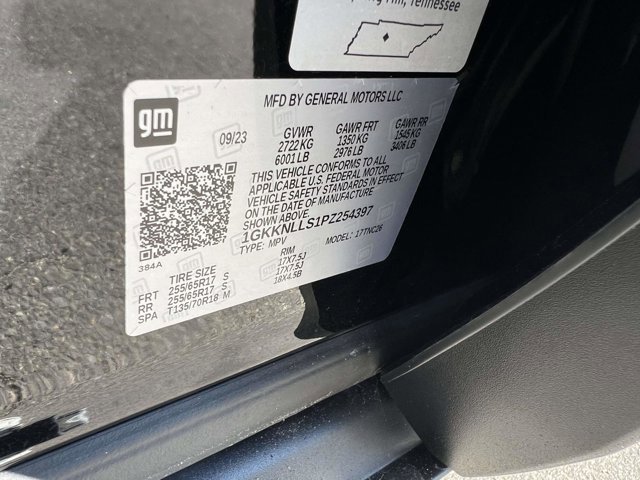 Spring Hill, Tennessee
gm
MFD BY GENERAL MOTORS LLC
09/23 GVWR GAWR FRT GAWR RR
2722 KG 1350 KG 1545 KG
6001 LB 2976 LB 3406 LB
THIS VEHICLE CONFORMS TO ALL
APPLICABLE U.S. FEDERAL MOTOR
VEHICLE SAFETY STANDARDS IN EFFECT
ON THE DATE OF MANUFACTURE
SHOWN ABOVE.
1GKKNLLS1PZ254397
TYPE: MPV MODEL: 17TNC26
384A
TIRE SIZE RIM
FRT 255/65R17 S 17X7.5J
RR 255/65R17 S 17X7.5J
SPA T135/70R18 M 18X4.5B